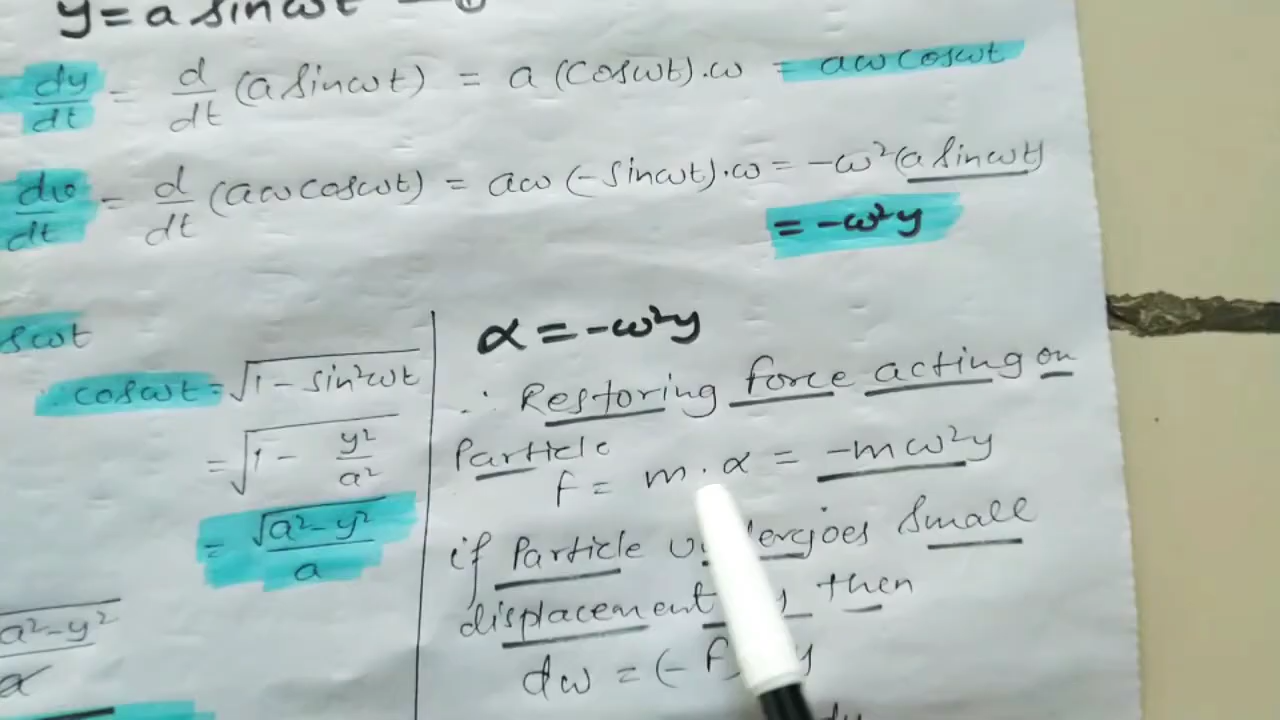 y = a sinωt
dy/dt = d/dt (a sinωt) = a (cosωt).ω = aω cosωt
dv/dt = d/dt (aω cosωt) = aω (-sinωt).ω = -ω²(a sinωt)
= -ω²y
sωt
cosωt = √(1 - sin²ωt)
= √(1 - y²/a²)
= √(a²-y²)/a
√(a²-y²)
a
α = -ω²y
∴ Restoring force acting on
Particle
f = m.α = -mω²y
if Particle undergoes small
displacement then
dω = (-f) y
dy